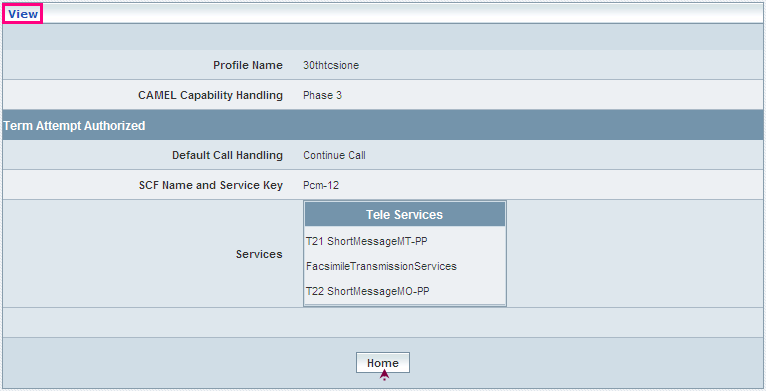 View
Profile Name 30thtcsione
CAMEL Capability Handling Phase 3
Term Attempt Authorized
Default Call Handling Continue Call
SCF Name and Service Key Pcm-12
Services
Tele Services
T21 ShortMessageMT-PP
FacsimileTransmissionServices
T22 ShortMessageMO-PP
Home